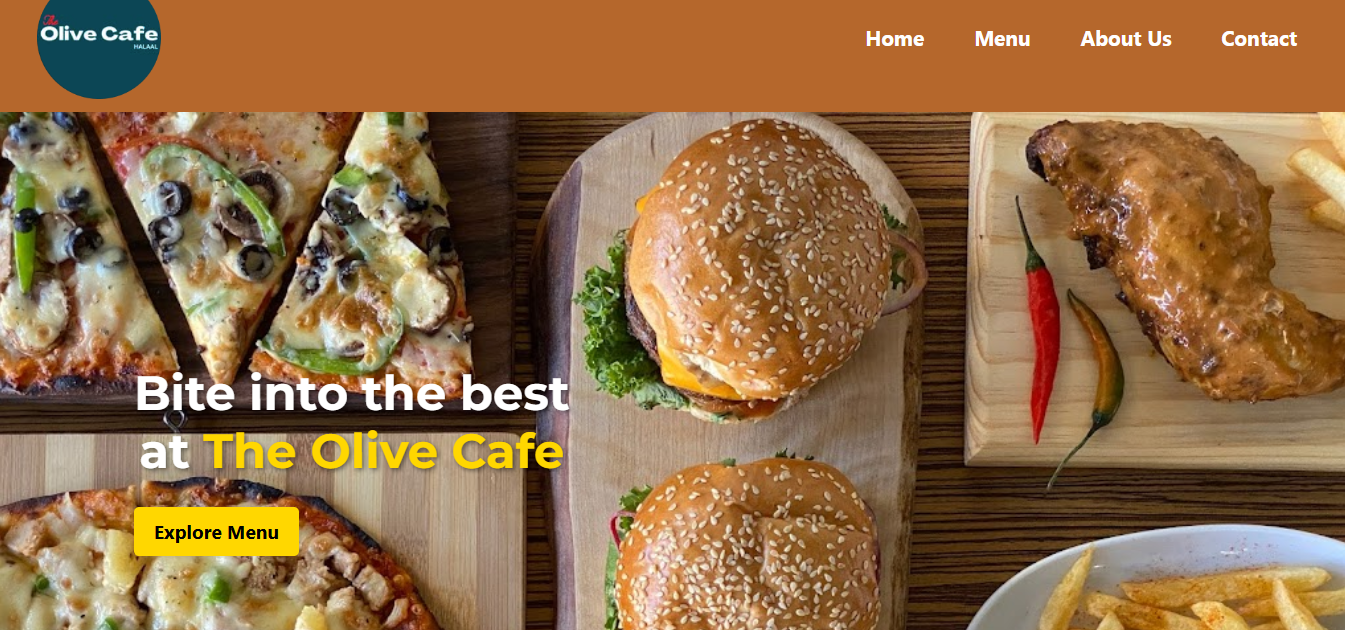 The
Olive Cafe
HALAAL
Home Menu About Us Contact
Bite into the best
at The Olive Cafe
Explore Menu